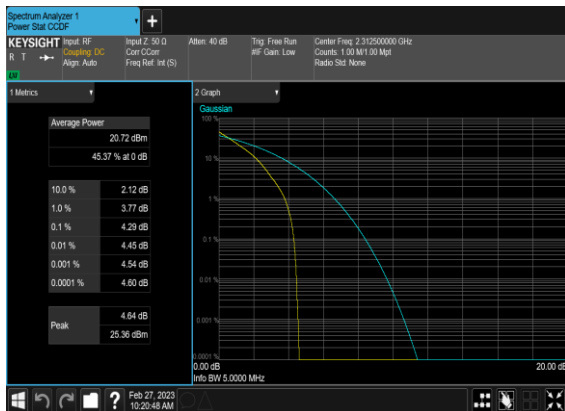 Spectrum Analyzer 1
Power Stat CCDF
+
KEYSIGHT
R T
Input: RF
Coupling: DC
Align: Auto
Input Z: 50 Ω
Corr CCorr
Freq Ref: Int (S)
Atten: 40 dB
Trig: Free Run
#IF Gain: Low
Center Freq: 2.312500000 GHz
Counts: 1.00 M/1.00 Mpt
Radio Std: None
1 Metrics
Average Power
20.72 dBm
45.37 % at 0 dB
10.0 % 2.12 dB
1.0 % 3.77 dB
0.1 % 4.29 dB
0.01 % 4.45 dB
0.001 % 4.54 dB
0.0001 % 4.60 dB
Peak
4.64 dB
25.36 dBm
2 Graph
Gaussian
100 %
10 %
1 %
0.1 %
0.01 %
0.001 %
0.0001 %
0.00 dB 20.00 dB
Info BW 5.0000 MHz
?
Feb 27, 2023
10:20:48 AM